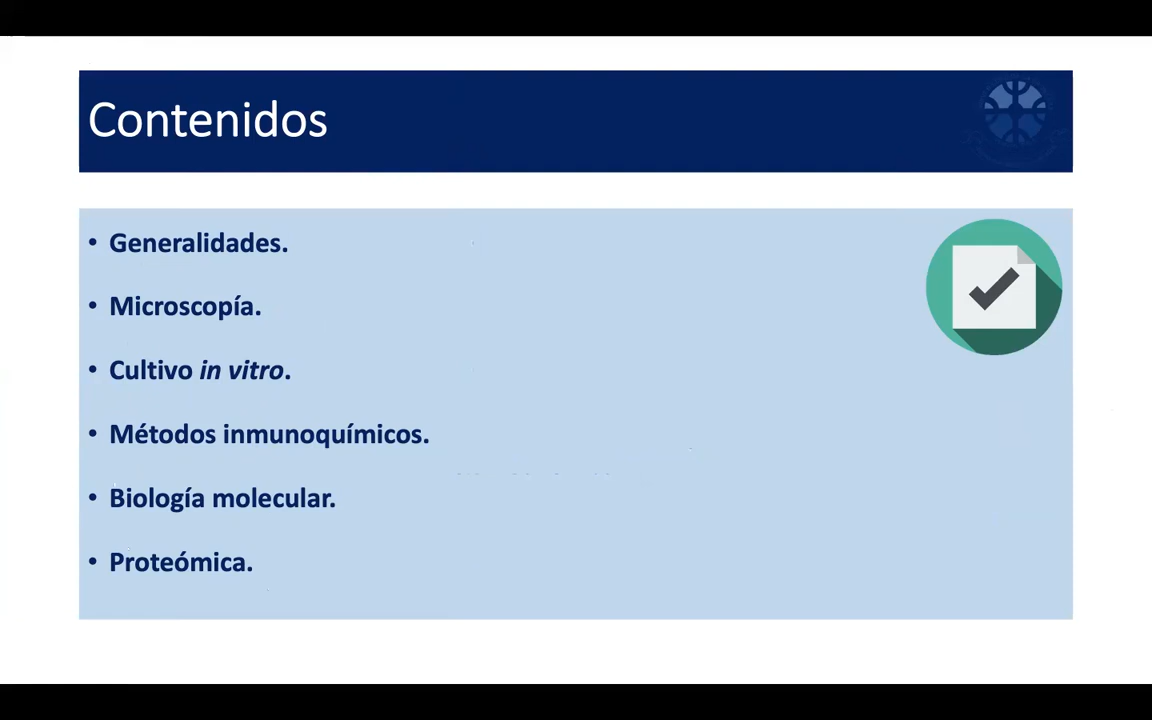 Contenidos
• Generalidades.
• Microscopía.
• Cultivo in vitro.
• Métodos inmunoquímicos.
• Biología molecular.
• Proteómica.